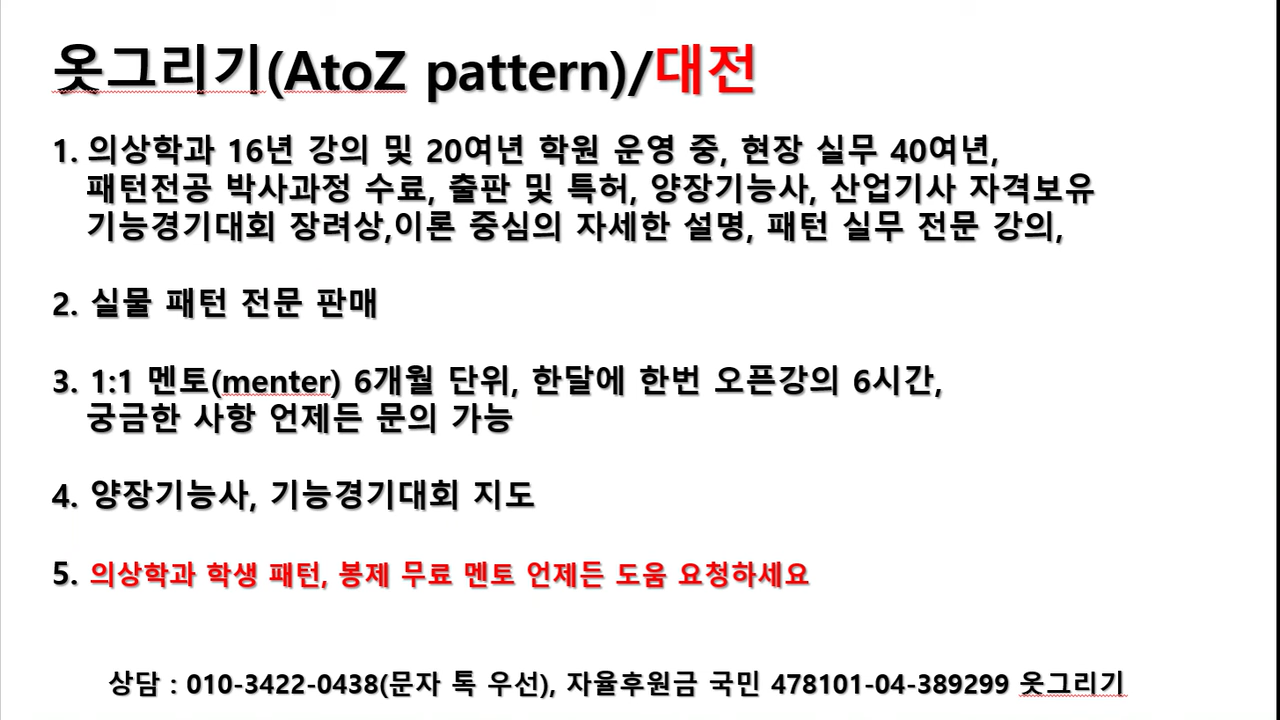 옷그리기(AtoZ pattern)/대전
1. 의상학과 16년 강의 및 20여년 학원 운영 중, 현장 실무 40여년,
패턴전공 박사과정 수료, 출판 및 특허, 양장기능사, 산업기사 자격보유
기능경기대회 장려상,이론 중심의 자세한 설명, 패턴 실무 전문 강의,
2. 실물 패턴 전문 판매
3. 1:1 멘토(menter) 6개월 단위, 한달에 한번 오픈강의 6시간,
궁금한 사항 언제든 문의 가능
4. 양장기능사, 기능경기대회 지도
5. 의상학과 학생 패턴, 봉제 무료 멘토 언제든 도움 요청하세요
상담 : 010-3422-0438(문자 톡 우선), 자율후원금 국민 478101-04-389299 옷그리기